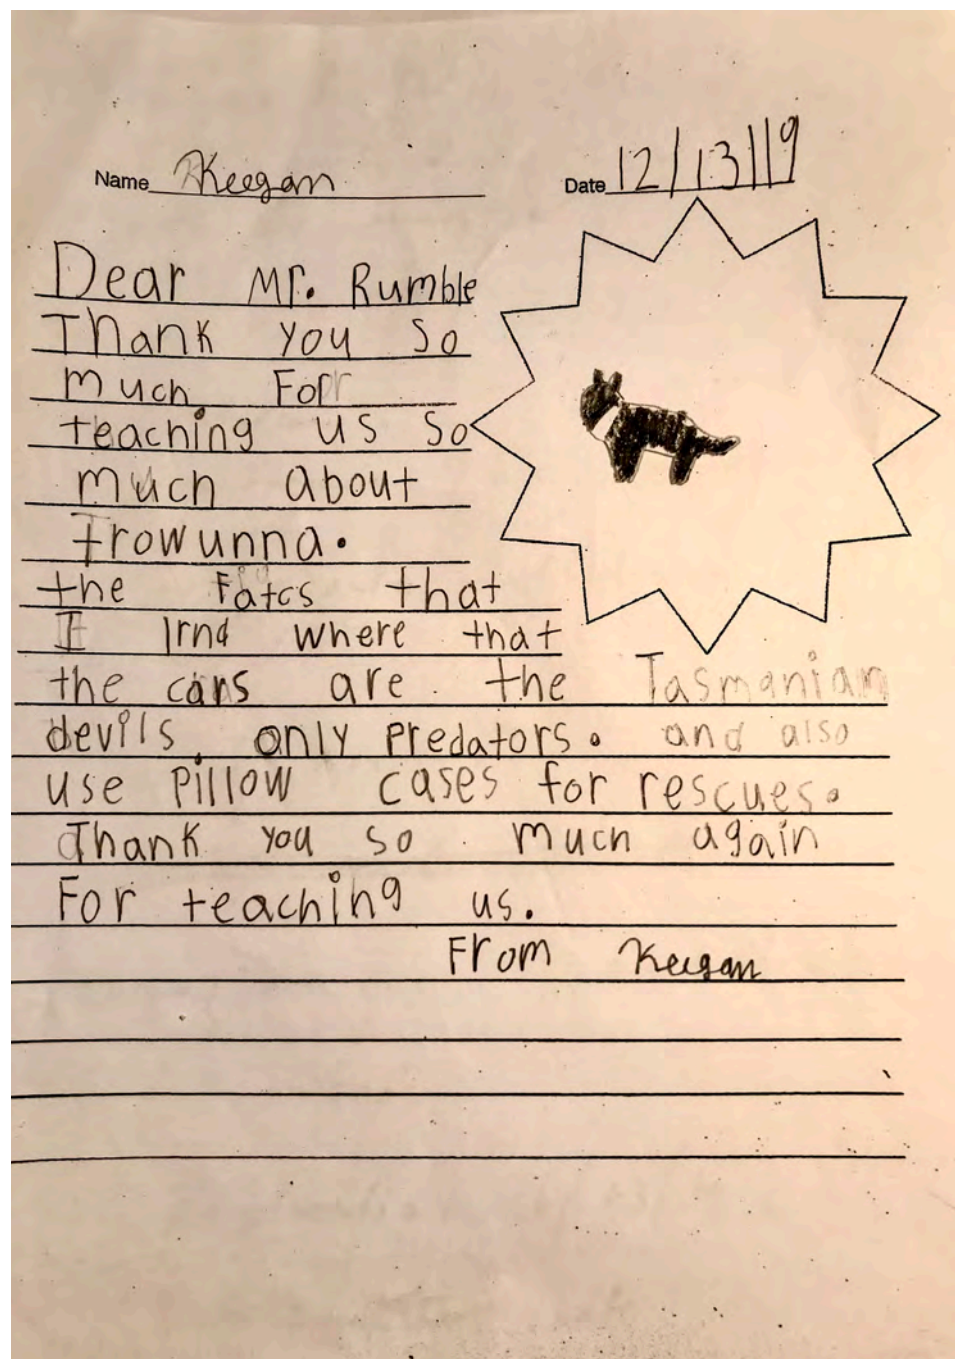 Name Keegan Date 12/13/19
Dear Mr. Rumble
Thank you so
much For
teaching us so
much about
trowunna.
the Fatcs that
I lrnd where that
the cars are the Tasmanian
devils, only predators. and also
use pillow cases for rescues.
Thank you so much again
For teaching us.
From Keegan